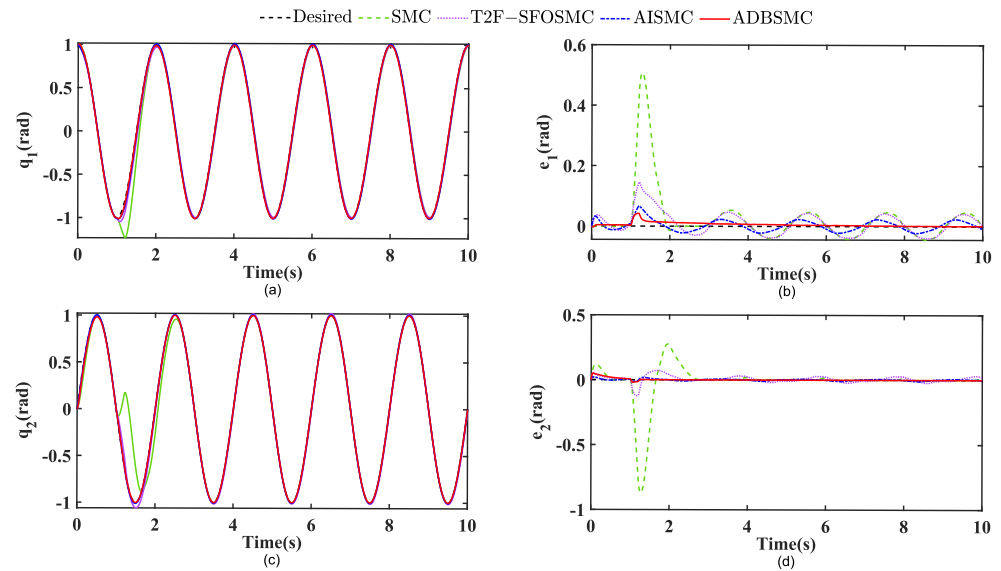 Desired SMC T2F−SFOSMC AISMC ADBSMC
1
0.5
0
-0.5
-1
q1(rad)
0 2 4 6 8 10
Time(s)
(a)
0.6
0.4
0.2
0
e1(rad)
0 2 4 6 8 10
Time(s)
(b)
1
0.5
0
-0.5
-1
q2(rad)
0 2 4 6 8 10
Time(s)
(c)
0.5
0
-0.5
-1
e2(rad)
0 2 4 6 8 10
Time(s)
(d)